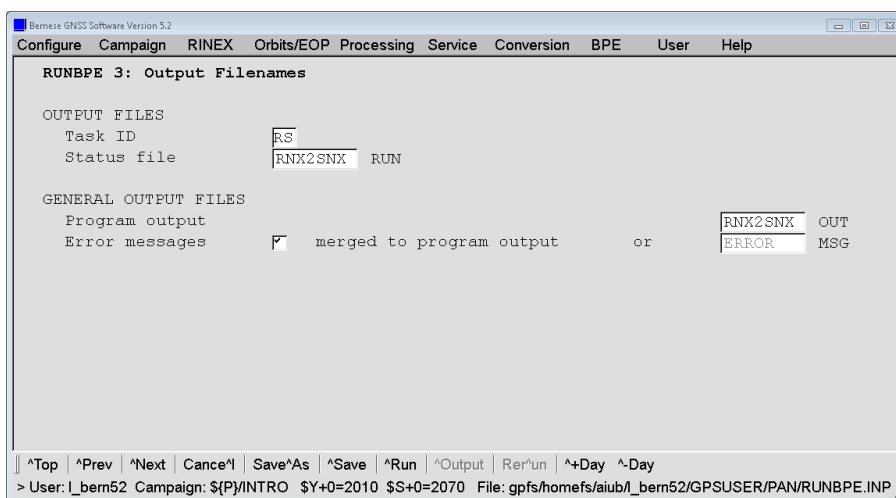 Bernese GNSS Software Version 5.2
Configure Campaign RINEX Orbits/EOP Processing Service Conversion BPE User Help
RUNBPE 3: Output Filenames
OUTPUT FILES
Task ID RS
Status file RNX2SNX RUN
GENERAL OUTPUT FILES
Program output RNX2SNX OUT
Error messages merged to program output or ERROR MSG
^Top ^Prev ^Next Cance^l Save^As ^Save ^Run ^Output Rer^un ^+Day ^-Day
> User: l_bern52 Campaign: ${P}/INTRO $Y+0=2010 $S+0=2070 File: gpfs/homefs/aiub/l_bern52/GPSUSER/PAN/RUNBPE.INP